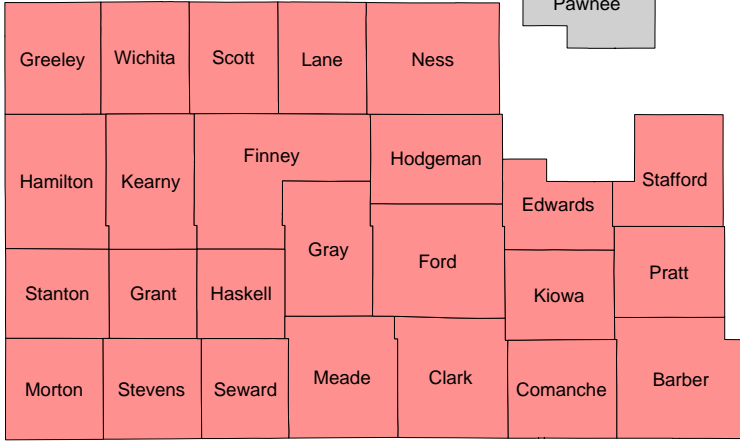 Pawnee
Greeley
Wichita
Scott
Lane
Ness
Hamilton
Kearny
Finney
Hodgeman
Stafford
Edwards
Gray
Ford
Stanton
Grant
Haskell
Kiowa
Pratt
Morton
Stevens
Seward
Meade
Clark
Comanche
Barber